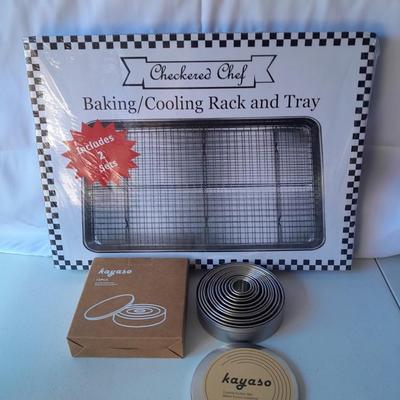 Checkered Chef
Baking/Cooling Rack and Tray
Includes
2
Sets
kayaso
kayaso